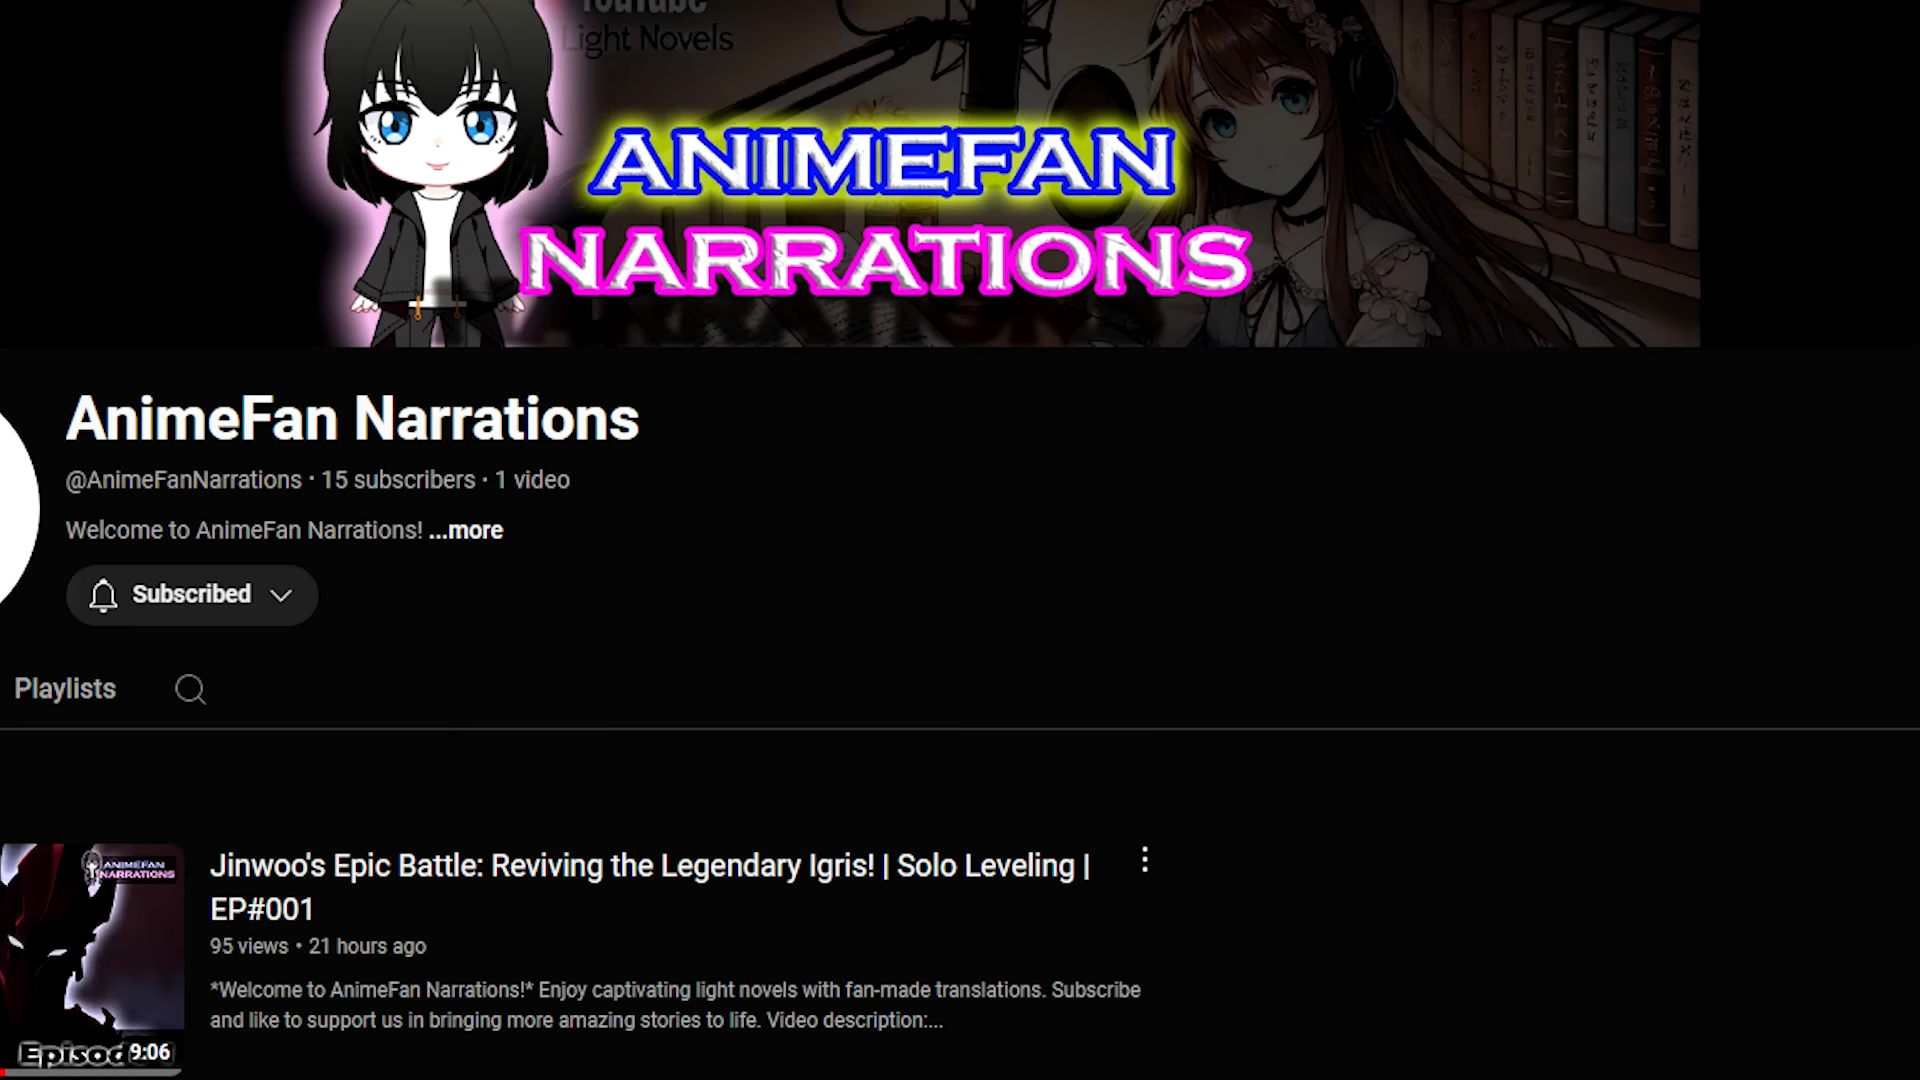 YouTube
Light Novels
ANIMEFAN
NARRATIONS
AnimeFan Narrations
@AnimeFanNarrations · 15 subscribers · 1 video
Welcome to AnimeFan Narrations! ...more
Subscribed
Playlists
ANIMEFAN
NARRATIONS
Jinwoo's Epic Battle: Reviving the Legendary Igris! | Solo Leveling |
EP#001
95 views • 21 hours ago
*Welcome to AnimeFan Narrations!* Enjoy captivating light novels with fan-made translations. Subscribe
and like to support us in bringing more amazing stories to life. Video description:...
9:06